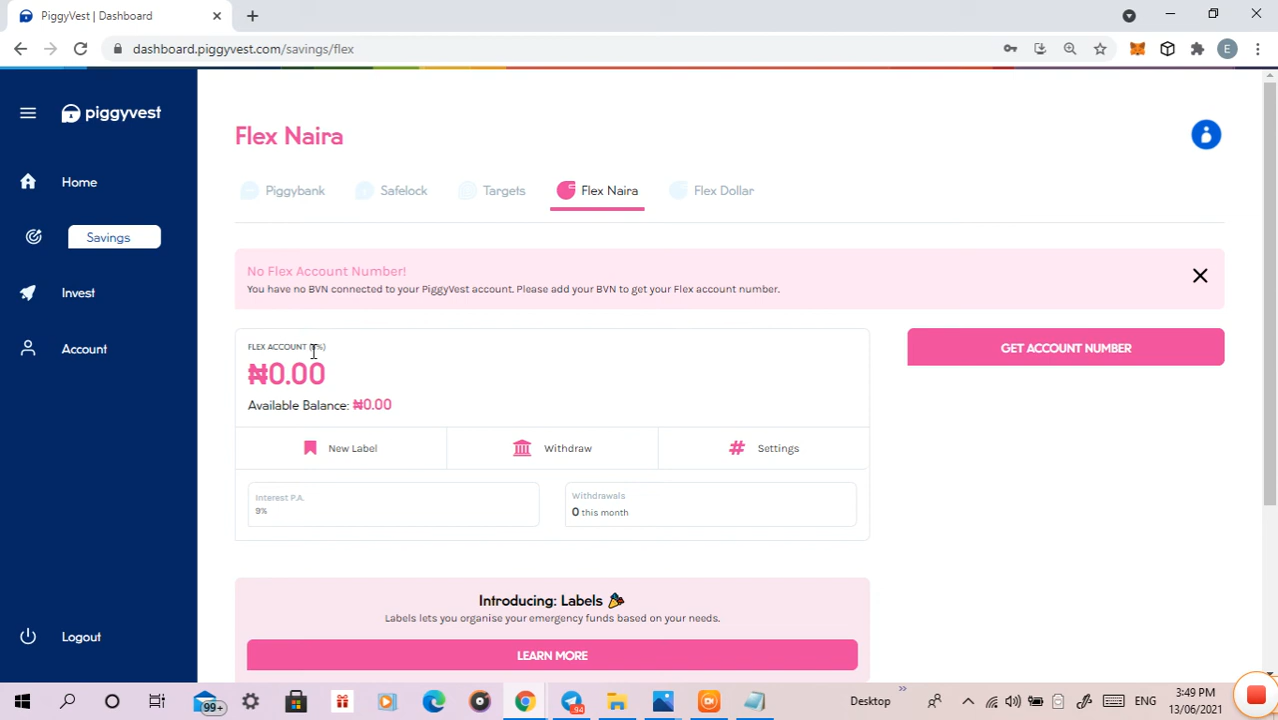 PiggyVest | Dashboard
dashboard.piggyvest.com/savings/flex
E
piggyvest
Home
Savings
Invest
Account
Logout
Flex Naira
Piggybank
Safelock
Targets
Flex Naira
Flex Dollar
No Flex Account Number!
You have no BVN connected to your PiggyVest account. Please add your BVN to get your Flex account number.
FLEX ACCOUNT
₦0.00
Available Balance: ₦0.00
New Label
Withdraw
Settings
Interest P.A.
9%
Withdrawals
0 this month
GET ACCOUNT NUMBER
Introducing: Labels 🎉
Labels lets you organise your emergency funds based on your needs.
LEARN MORE
99+
94
Desktop
ENG
3:49 PM
13/06/2021